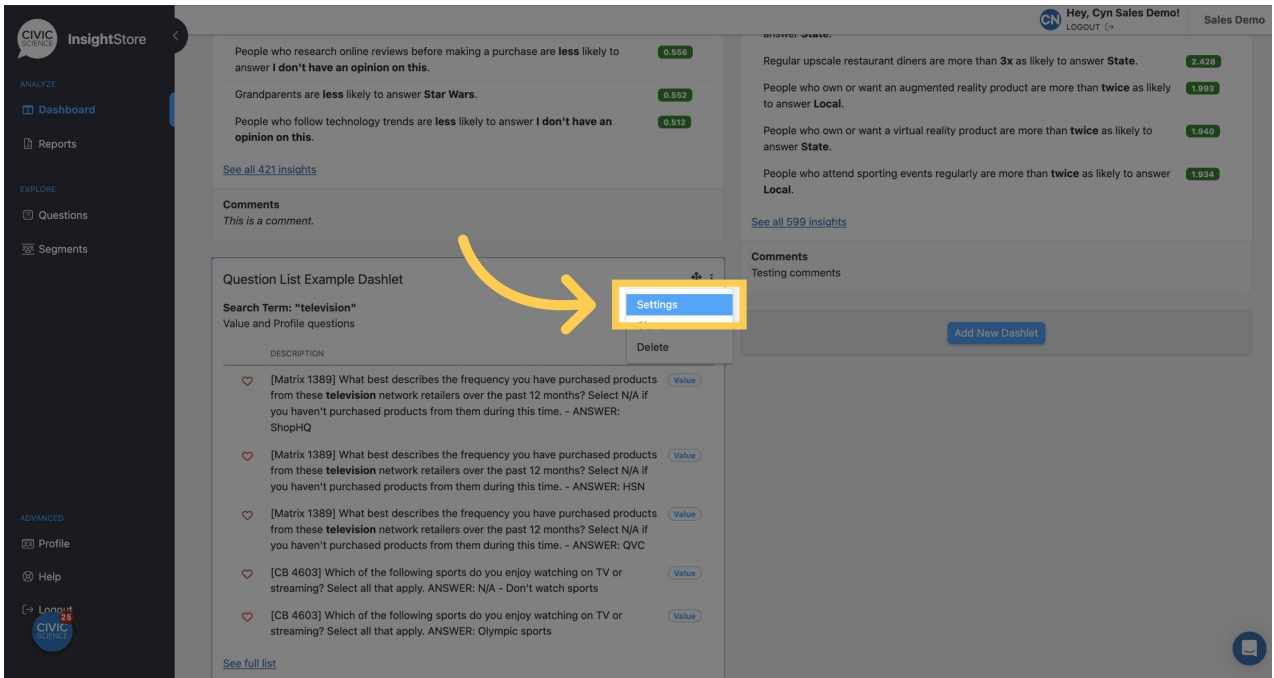 CIVIC
SCIENCE
InsightStore
Hey, Cyn Sales Demo!
CN
LOGOUT
Sales Demo
ANALYZE
Dashboard
Reports
EXPLORE
Questions
Segments
ADVANCED
Profile
Help
Logout
25
CIVIC
SCIENCE
People who research online reviews before making a purchase are less likely to
answer I don't have an opinion on this.
0.556
Grandparents are less likely to answer Star Wars.
0.552
People who follow technology trends are less likely to answer I don't have an
opinion on this.
0.512
See all 421 insights
Comments
This is a comment.
Question List Example Dashlet
Search Term: "television"
Value and Profile questions
DESCRIPTION
[Matrix 1389] What best describes the frequency you have purchased products
from these television network retailers over the past 12 months? Select N/A if
you haven't purchased products from them during this time. - ANSWER:
ShopHQ
Value
[Matrix 1389] What best describes the frequency you have purchased products
from these television network retailers over the past 12 months? Select N/A if
you haven't purchased products from them during this time. - ANSWER: HSN
Value
[Matrix 1389] What best describes the frequency you have purchased products
from these television network retailers over the past 12 months? Select N/A if
you haven't purchased products from them during this time. - ANSWER: QVC
Value
[CB 4603] Which of the following sports do you enjoy watching on TV or
streaming? Select all that apply. ANSWER: N/A - Don't watch sports
Value
[CB 4603] Which of the following sports do you enjoy watching on TV or
streaming? Select all that apply. ANSWER: Olympic sports
Value
See full list
Settings
Delete
answer State.
Regular upscale restaurant diners are more than 3x as likely to answer State.
2.428
People who own or want an augmented reality product are more than twice as likely
to answer Local.
1.993
People who own or want a virtual reality product are more than twice as likely to
answer State.
1.940
People who attend sporting events regularly are more than twice as likely to answer
Local.
1.934
See all 599 insights
Comments
Testing comments
Add New Dashlet